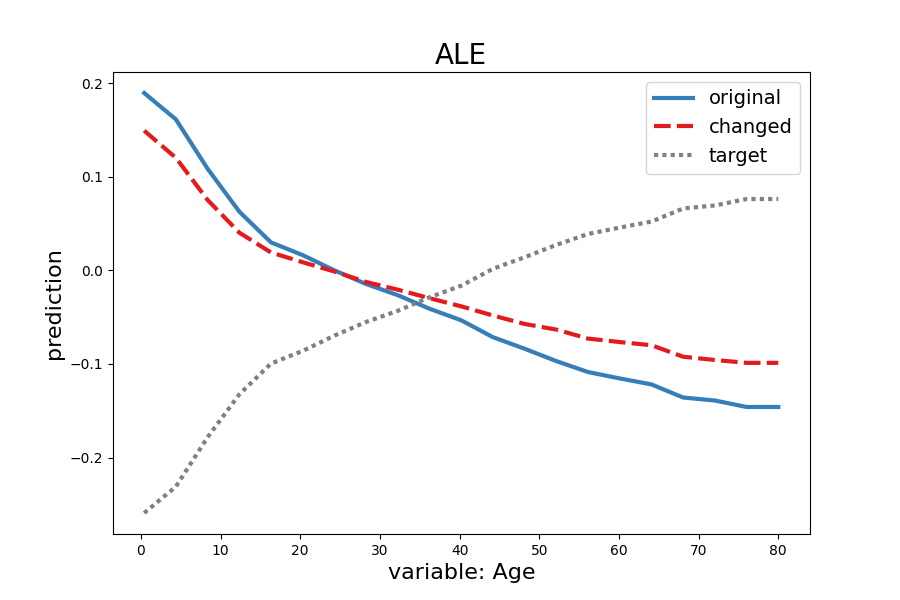 ALE
original
changed
target
0.2
0.1
0.0
−0.1
−0.2
prediction
0 10 20 30 40 50 60 70 80
variable: Age